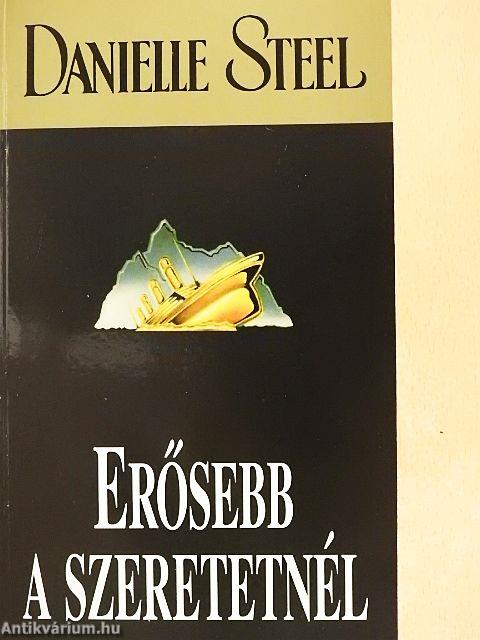 DANIELLE STEEL
ERŐSEBB
A SZERETETNÉL
Antikvárium.hu